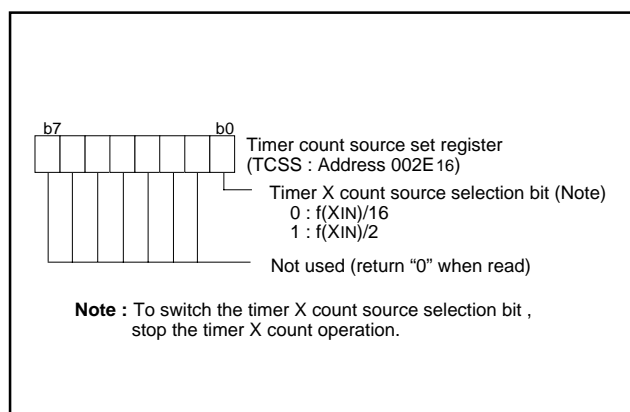 b7 b0
Timer count source set register
(TCSS : Address 002E16)
Timer X count source selection bit (Note)
0 : f(XIN)/16
1 : f(XIN)/2
Not used (return “0” when read)
Note : To switch the timer X count source selection bit ,
stop the timer X count operation.